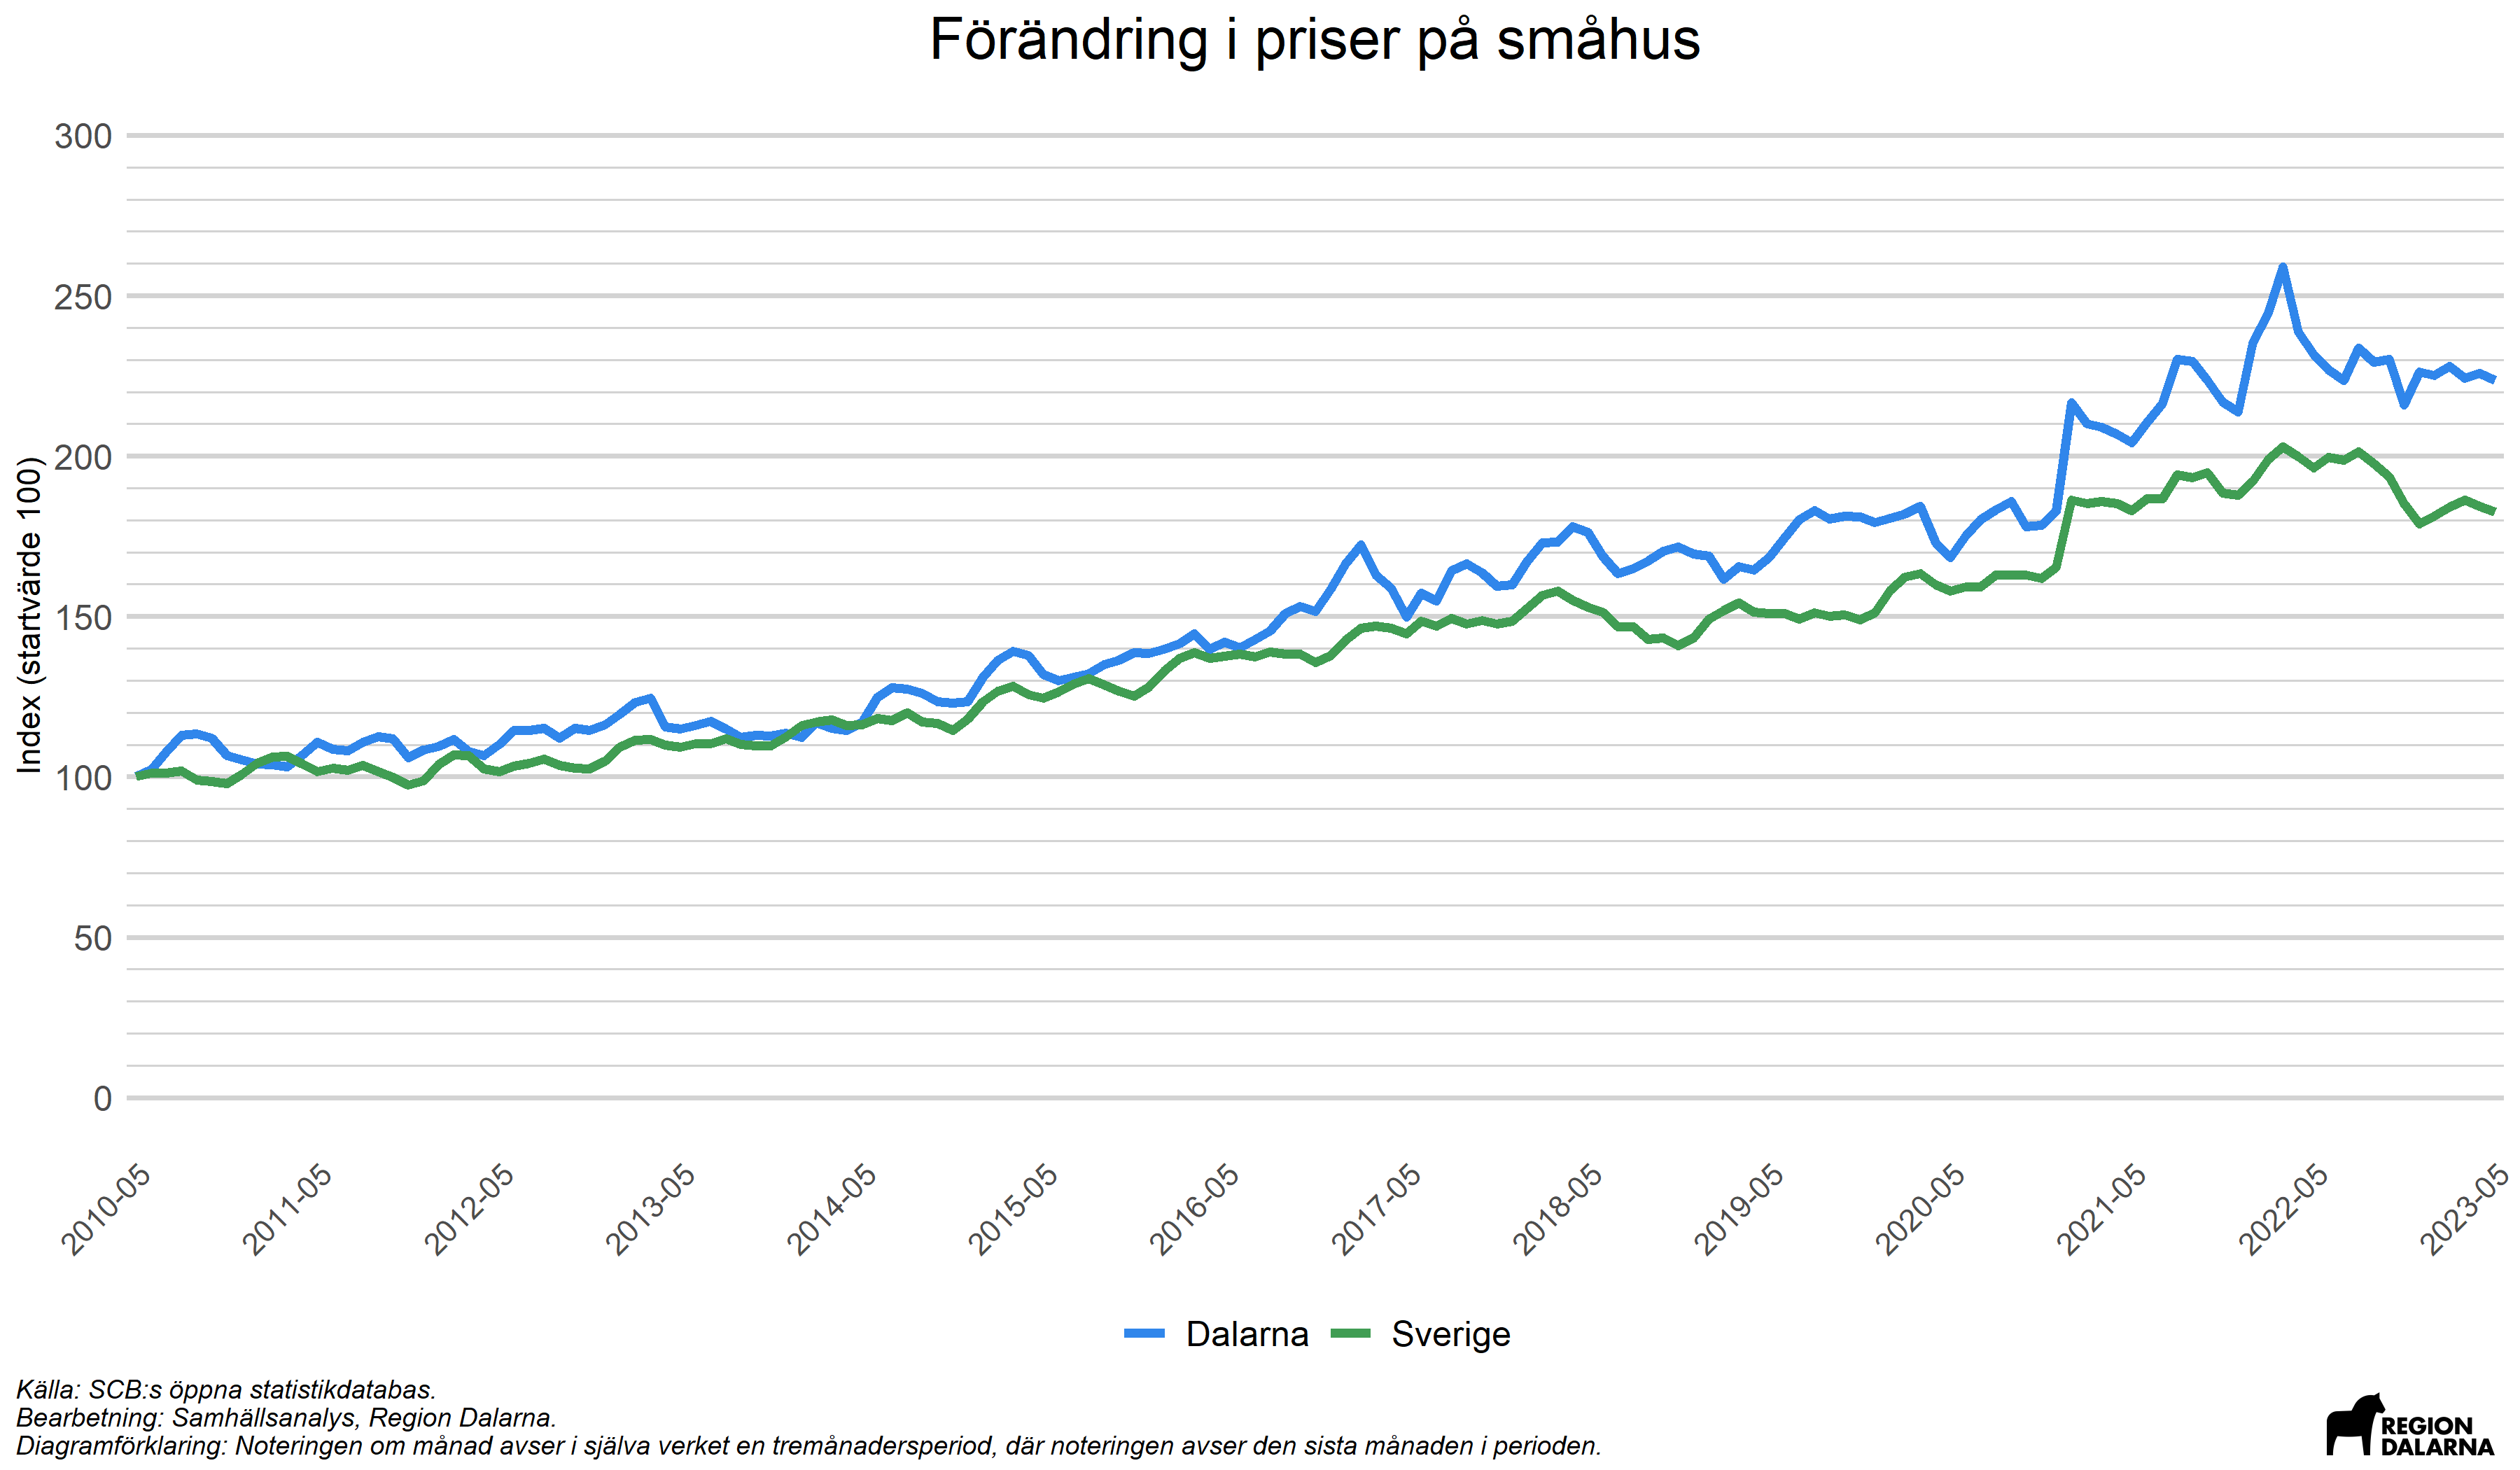 Förändring i priser på småhus
300
250
200
150
100
50
0
Index (startvärde 100)
2010-05
2011-05
2012-05
2013-05
2014-05
2015-05
2016-05
2017-05
2018-05
2019-05
2020-05
2021-05
2022-05
2023-05
Dalarna
Sverige
Källa: SCB:s öppna statistikdatabas.
Bearbetning: Samhällsanalys, Region Dalarna.
Diagramförklaring: Noteringen om månad avser i själva verket en tremånadersperiod, där noteringen avser den sista månaden i perioden.
REGION
DALARNA